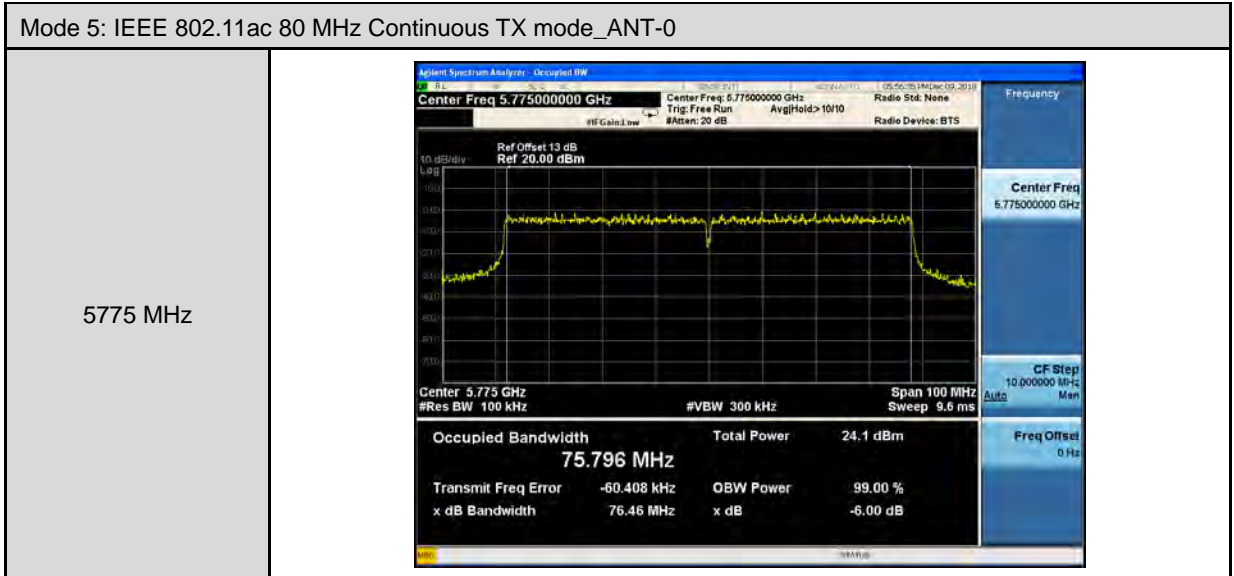 Mode 5: IEEE 802.11ac 80 MHz Continuous TX mode_ANT-0
5775 MHz
Agilent Spectrum Analyzer - Occupied BW
RL
Center Freq 5.775000000 GHz
#IFGain:Low
Center Freq: 5.775000000 GHz
Trig: Free Run Avg|Hold>10/10
#Atten: 20 dB
Radio Std: None
Radio Device: BTS
Ref Offset 13 dB
10 dB/div Ref 20.00 dBm
Log
Center 5.775 GHz Span 100 MHz
#Res BW 100 kHz #VBW 300 kHz Sweep 9.6 ms
Occupied Bandwidth Total Power 24.1 dBm
75.796 MHz
Transmit Freq Error -60.408 kHz OBW Power 99.00 %
x dB Bandwidth 76.46 MHz x dB -6.00 dB
MSG STATUS
Frequency
Center Freq
5.775000000 GHz
CF Step
10.000000 MHz
Auto Man
Freq Offset
0 Hz